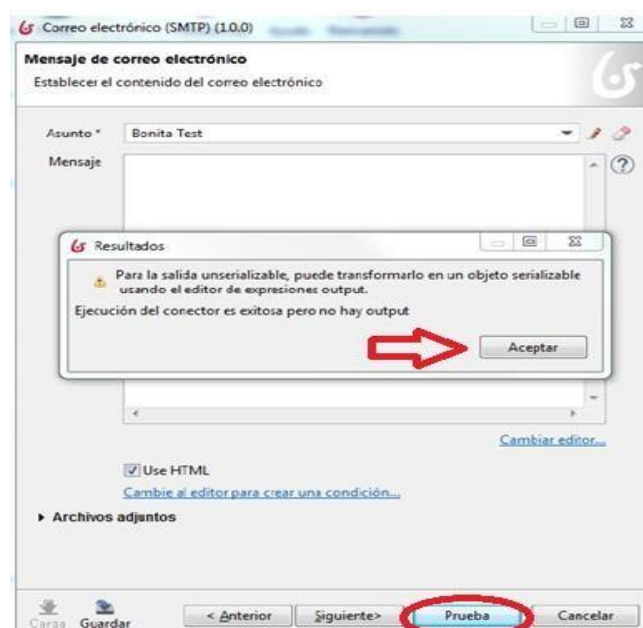 Correo electrónico (SMTP) (1.0.0)
Mensaje de correo electrónico
Establecer el contenido del correo electrónico
Asunto * Bonita Test
Mensaje
Resultados
Para la salida unserializable, puede transformarlo en un objeto serializable
usando el editor de expresiones output.
Ejecución del conector es exitosa pero no hay output
Aceptar
Cambiar editor...
Use HTML
Cambie al editor para crear una condición...
Archivos adjuntos
Carga Guardar < Anterior Siguiente> Prueba Cancelar